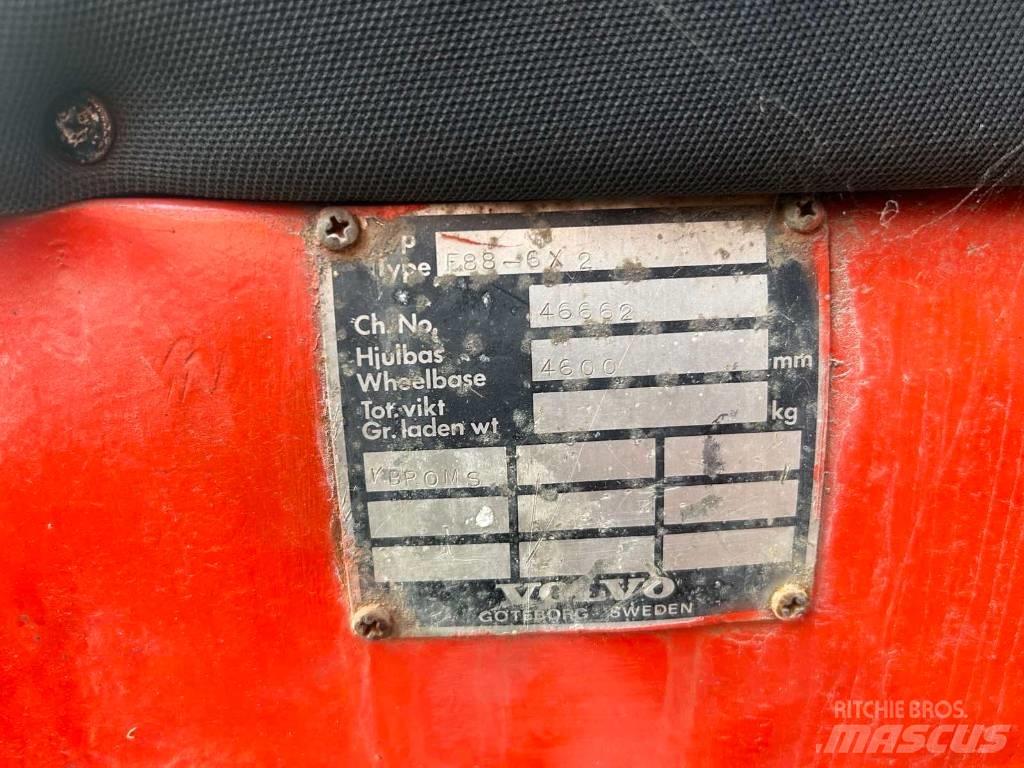 Type F88-6X2
Ch. No. 46662
Hjulbas
Wheelbase 4600 mm
Tot. vikt
Gr. laden wt kg
VOLVO
GÖTEBORG SWEDEN
RITCHIE BROS.
MASCUS